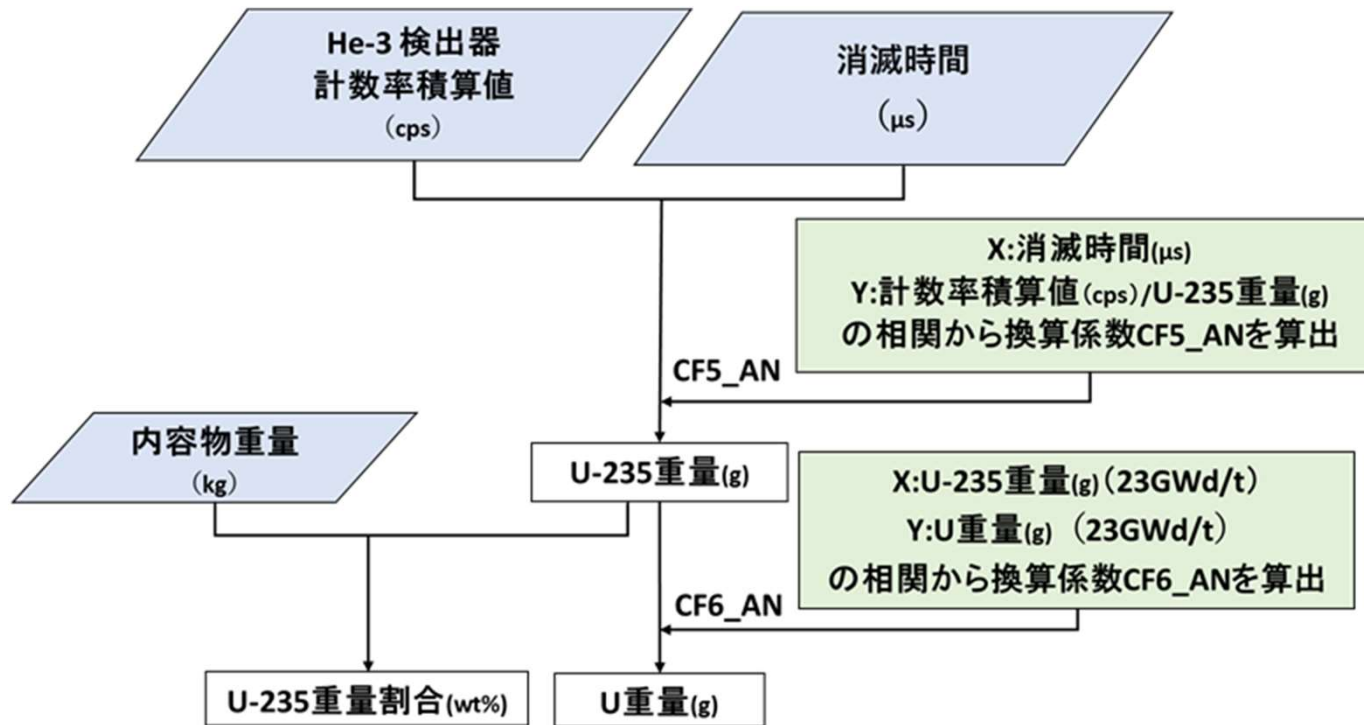 He-3 検出器
計数率積算値
（cps）
消滅時間
（μs）
X:消滅時間(μs)
Y:計数率積算値（cps）/U-235重量(g)
の相関から換算係数CF5_ANを算出
CF5_AN
内容物重量
（kg）
U-235重量(g)
X:U-235重量(g)（23GWd/t）
Y:U重量(g)（23GWd/t）
の相関から換算係数CF6_ANを算出
CF6_AN
U-235重量割合(wt%)
U重量(g)